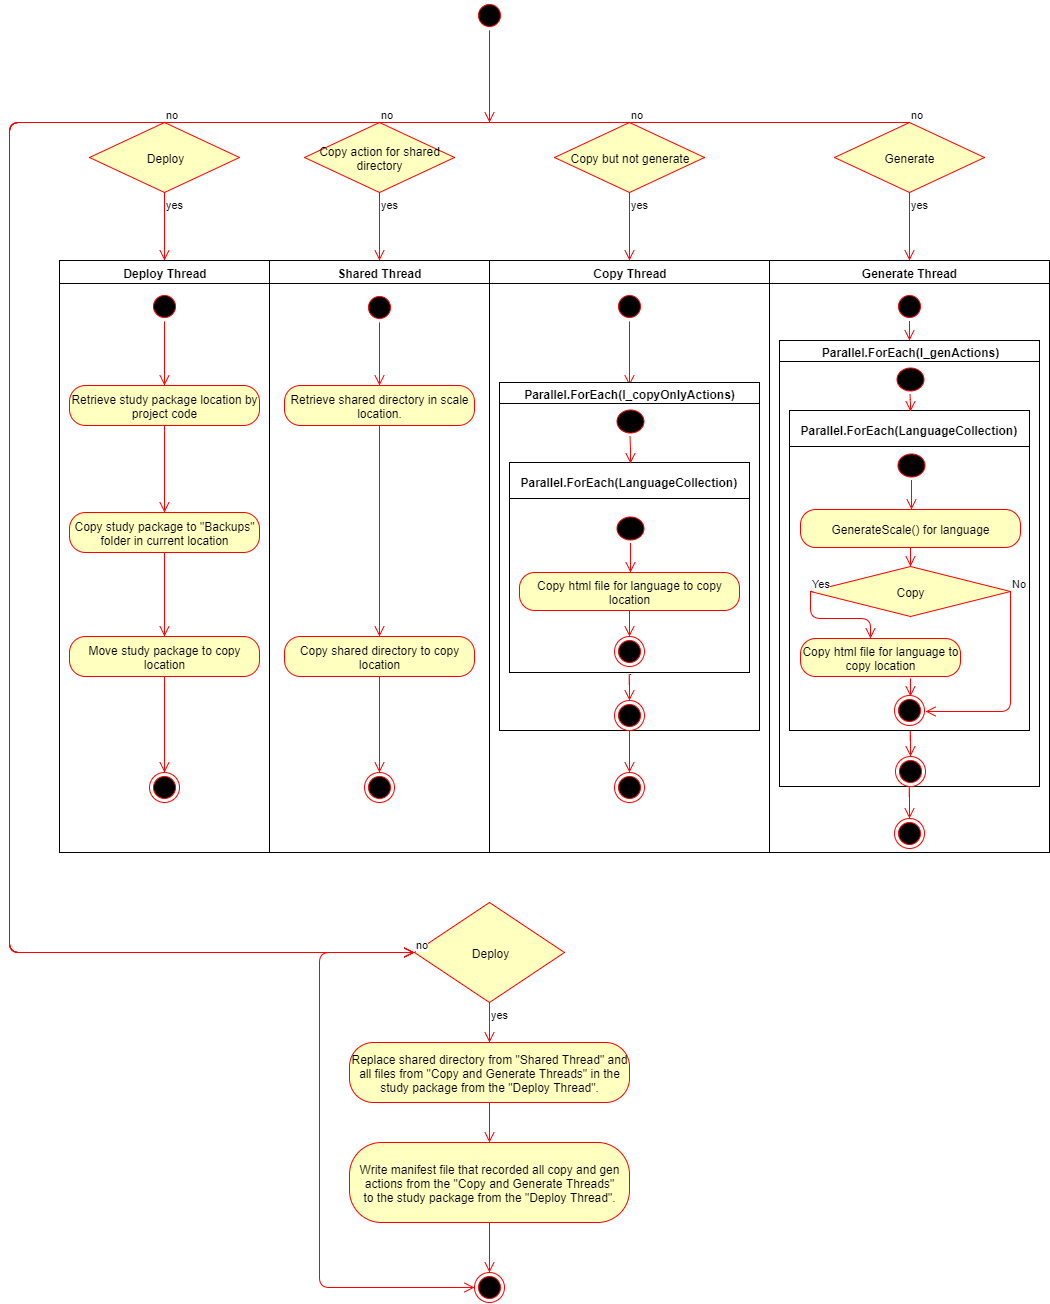 no
no
no
no
Deploy
Copy action for shared
directory
Copy but not generate
Generate
yes
yes
yes
yes
Deploy Thread
Shared Thread
Copy Thread
Generate Thread
Retrieve study package location by
project code
Copy study package to "Backups"
folder in current location
Move study package to copy
location
Retrieve shared directory in scale
location.
Copy shared directory to copy
location
Parallel.ForEach(l_copyOnlyActions)
Parallel.ForEach(LanguageCollection)
Copy html file for language to copy
location
Parallel.ForEach(l_genActions)
Parallel.ForEach(LanguageCollection)
GenerateScale() for language
Yes
No
Copy
Copy html file for language to
copy location
no
Deploy
yes
Replace shared directory from "Shared Thread" and
all files from "Copy and Generate Threads" in the
study package from the "Deploy Thread".
Write manifest file that recorded all copy and gen
actions from the "Copy and Generate Threads"
to the study package from the "Deploy Thread".